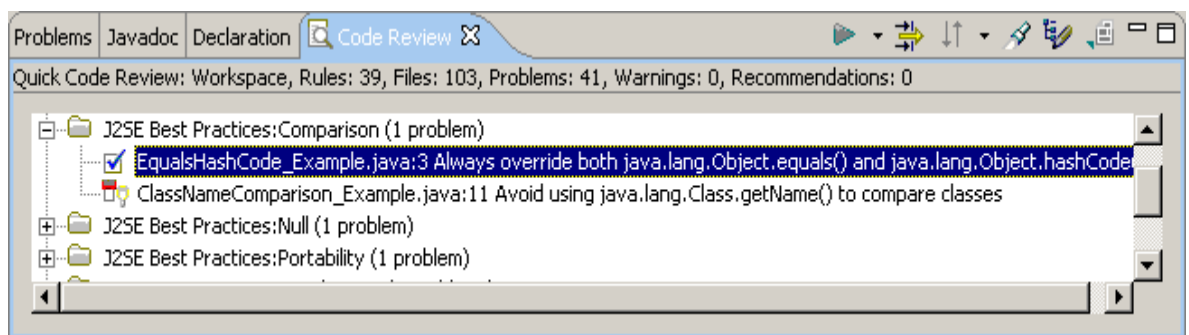 Problems Javadoc Declaration Code Review
Quick Code Review: Workspace, Rules: 39, Files: 103, Problems: 41, Warnings: 0, Recommendations: 0
J2SE Best Practices:Comparison (1 problem)
EqualsHashCode_Example.java:3 Always override both java.lang.Object.equals() and java.lang.Object.hashCode
ClassNameComparison_Example.java:11 Avoid using java.lang.Class.getName() to compare classes
J2SE Best Practices:Null (1 problem)
J2SE Best Practices:Portability (1 problem)